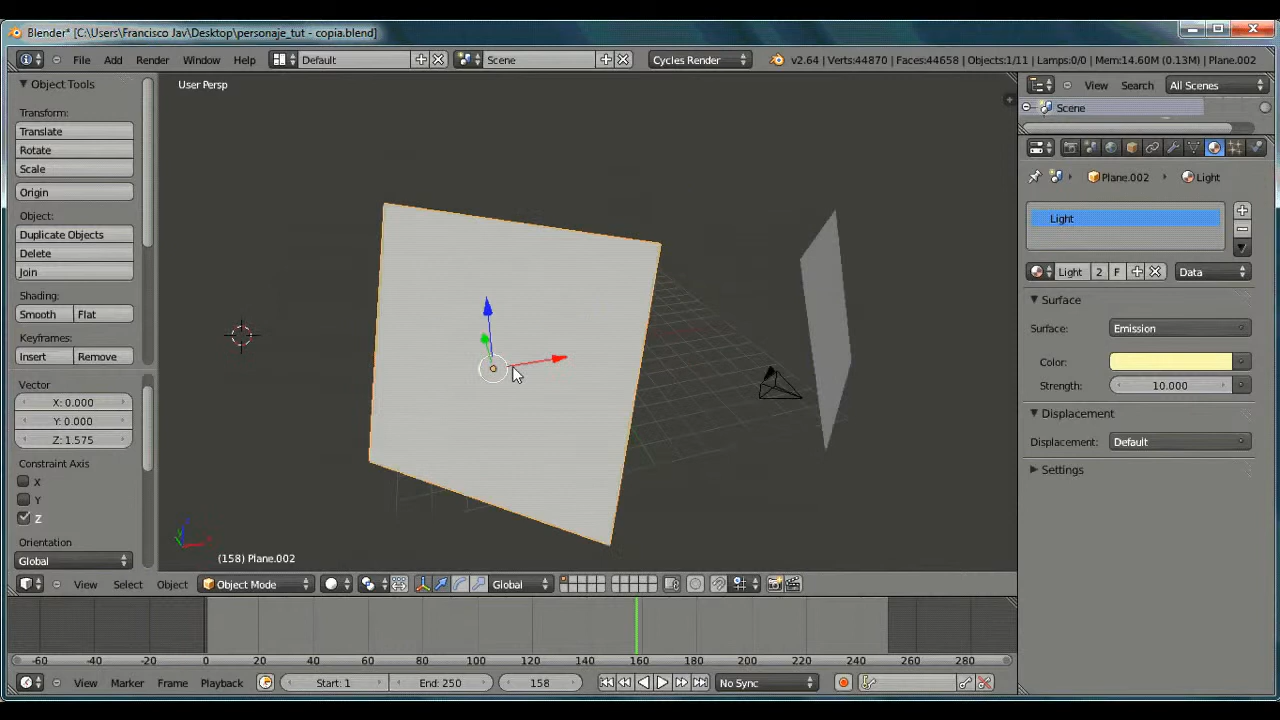 Blender* [C:\Users\Francisco Jav\Desktop\personaje_tut - copia.blend]
File Add Render Window Help Default Scene Cycles Render v2.64 | Verts:44870 | Faces:44658 | Objects:1/11 | Lamps:0/0 | Mem:14.60M (0.13M) | Plane.002
Object Tools
Transform:
Translate
Rotate
Scale
Origin
Object:
Duplicate Objects
Delete
Join
Shading:
Smooth Flat
Keyframes:
Insert Remove
Vector
X: 0.000
Y: 0.000
Z: 1.575
Constraint Axis
X
Y
Z
Orientation
Global
User Persp
(158) Plane.002
View Select Object Object Mode Global
-60 -40 -20 0 20 40 60 80 100 120 140 160 180 200 220 240 260 280
View Marker Frame Playback Start: 1 End: 250 158 No Sync
View Search All Scenes
Scene
Plane.002 Light
Light
Light 2 F Data
Surface
Surface: Emission
Color:
Strength: 10.000
Displacement
Displacement: Default
Settings